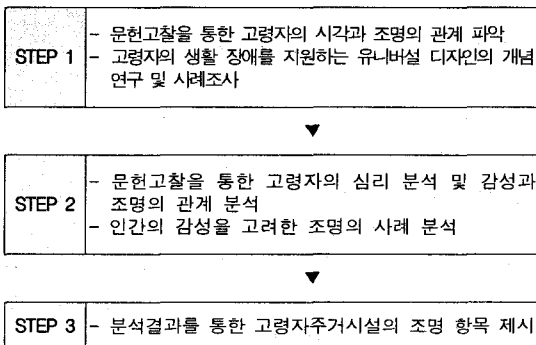 - 문헌고찰을 통한 고령자의 시각과 조명의 관계 파악
STEP 1 - 고령자의 생활 장애를 지원하는 유니버설 디자인의 개념
연구 및 사례조사
▼
- 문헌고찰을 통한 고령자의 심리 분석 및 감성과
STEP 2 조명의 관계 분석
- 인간의 감성을 고려한 조명의 사례 분석
▼
STEP 3 - 분석결과를 통한 고령자주거시설의 조명 항목 제시